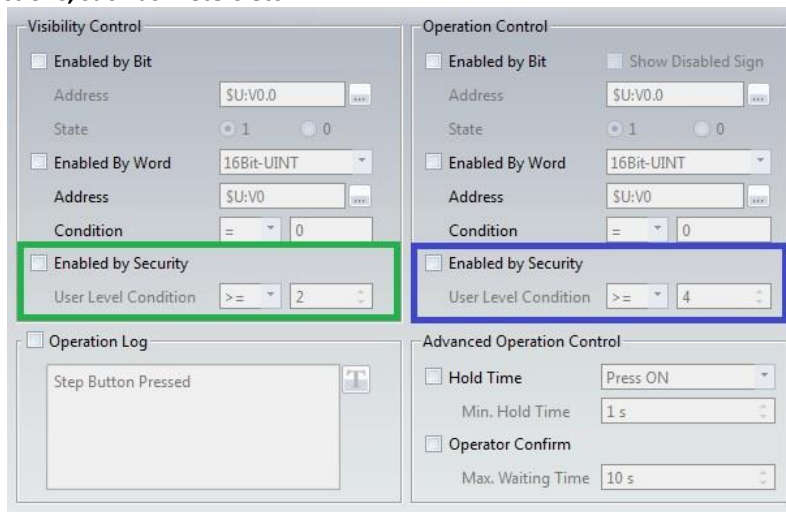 Visibility Control
Enabled by Bit
Address $U:V0.0 ...
State 1 0
Enabled By Word 16Bit-UINT
Address $U:V0 ...
Condition = 0
Enabled by Security
User Level Condition >= 2
Operation Log
Step Button Pressed T
Operation Control
Enabled by Bit Show Disabled Sign
Address $U:V0.0 ...
State 1 0
Enabled By Word 16Bit-UINT
Address $U:V0 ...
Condition = 0
Enabled by Security
User Level Condition >= 4
Advanced Operation Control
Hold Time Press ON
Min. Hold Time 1 s
Operator Confirm
Max. Waiting Time 10 s